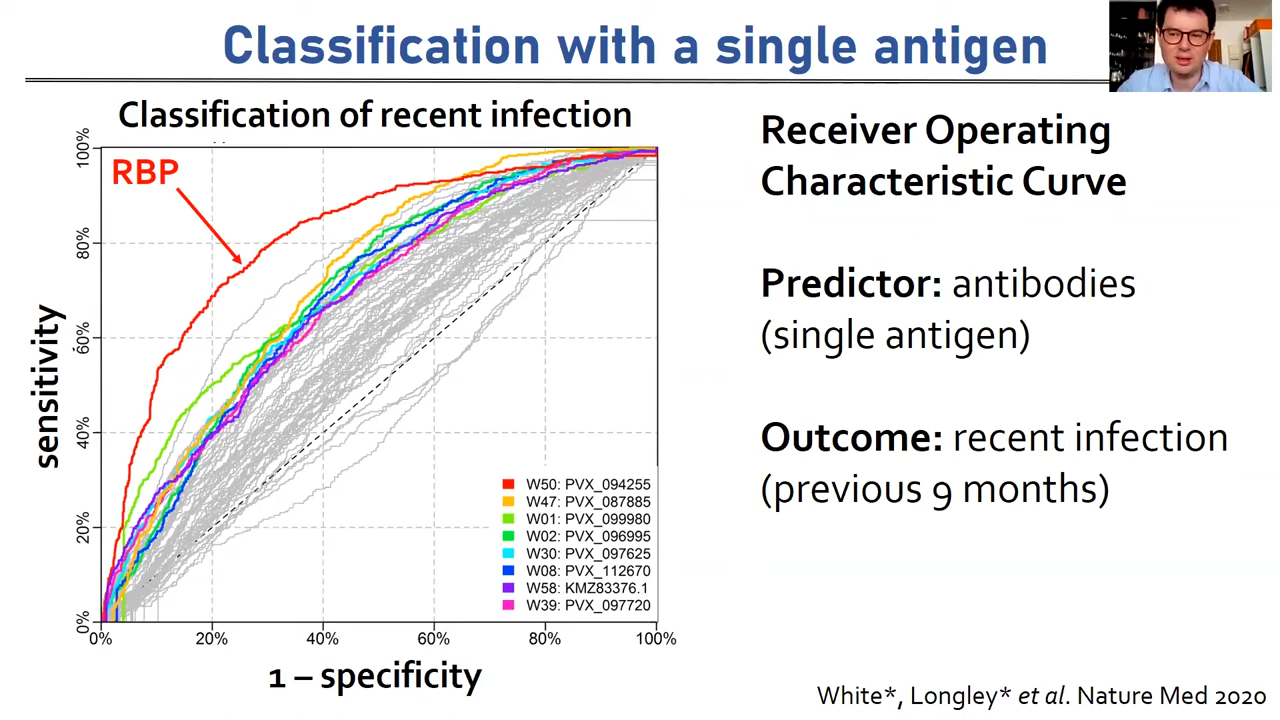 Classification with a single antigen
Classification of recent infection
RBP
sensitivity
100%
80%
60%
40%
20%
0%
0%
20%
40%
60%
80%
100%
1 – specificity
W50: PVX_094255
W47: PVX_087885
W01: PVX_099980
W02: PVX_096995
W30: PVX_097625
W08: PVX_112670
W58: KMZ83376.1
W39: PVX_097720
Receiver Operating
Characteristic Curve
Predictor: antibodies
(single antigen)
Outcome: recent infection
(previous 9 months)
White*, Longley* et al. Nature Med 2020